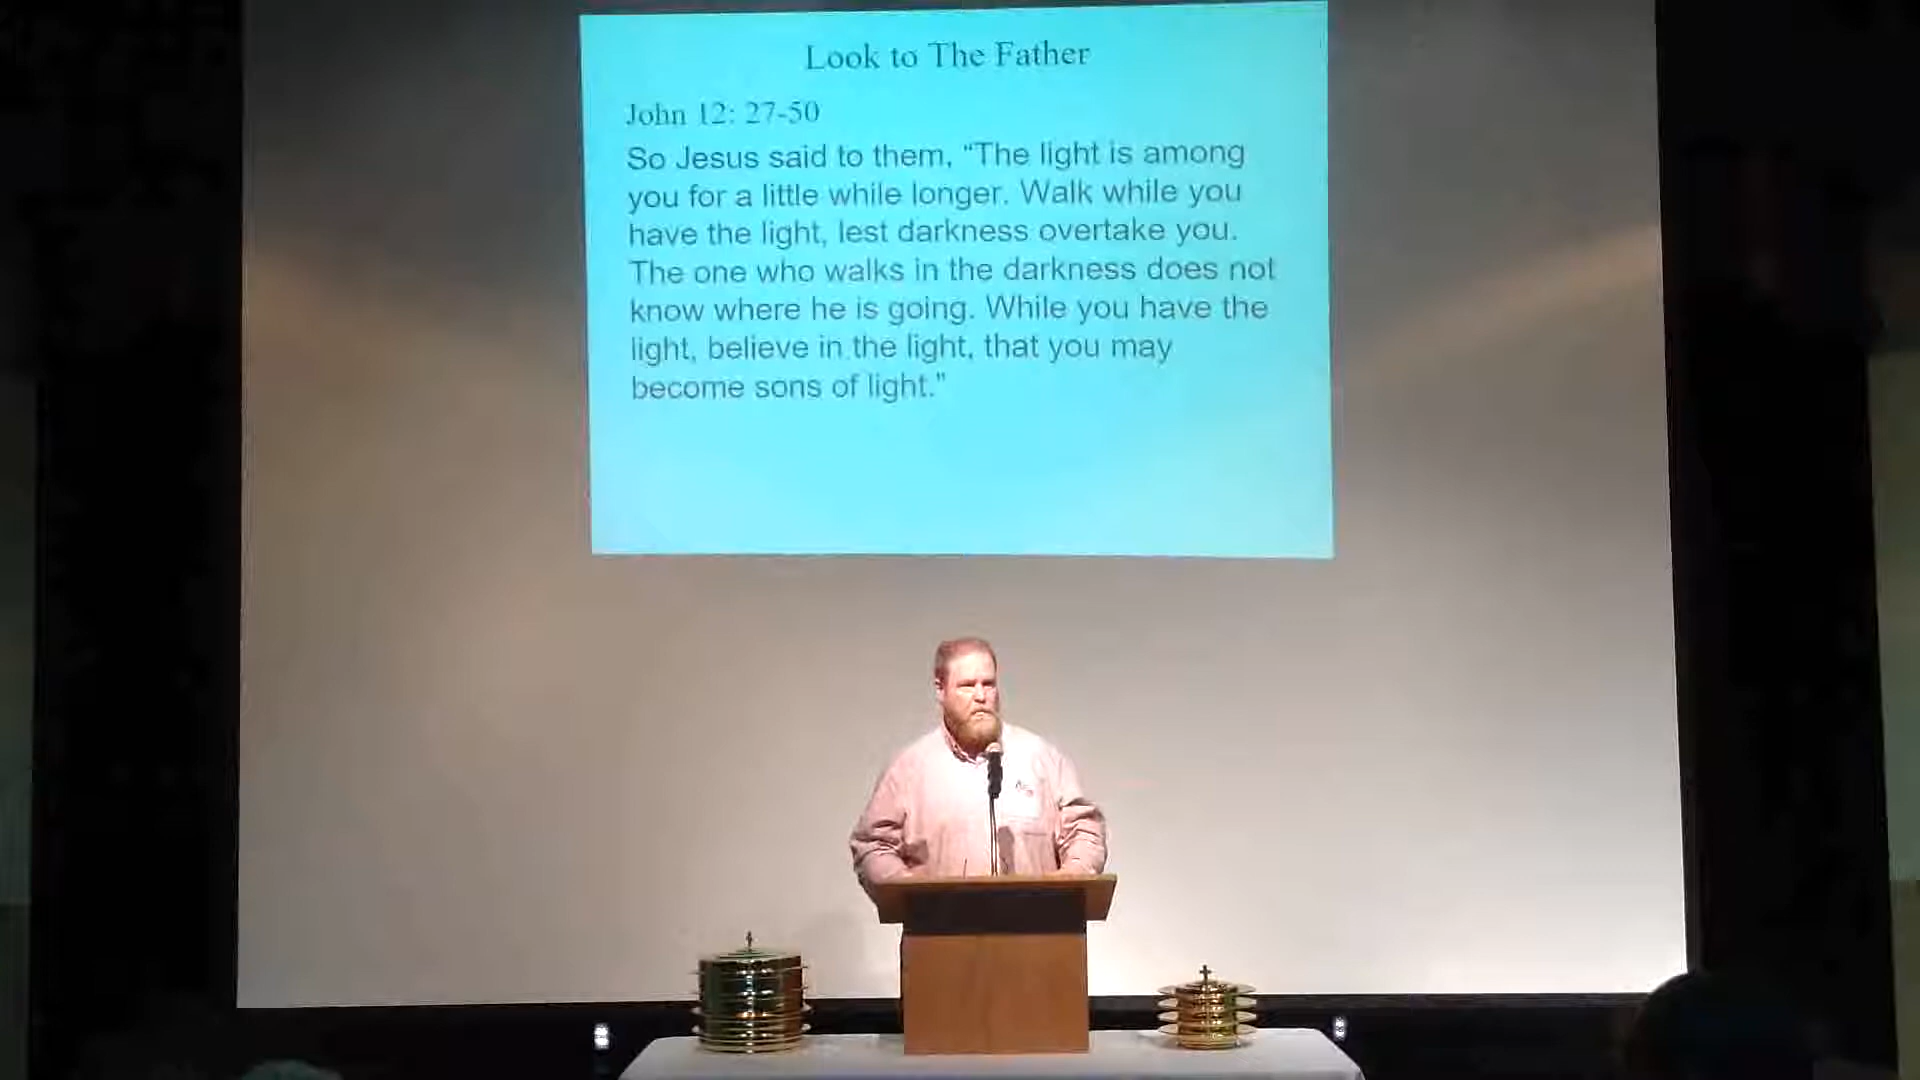 Look to The Father
John 12: 27-50
So Jesus said to them, “The light is among
you for a little while longer. Walk while you
have the light, lest darkness overtake you.
The one who walks in the darkness does not
know where he is going. While you have the
light, believe in the light, that you may
become sons of light.”